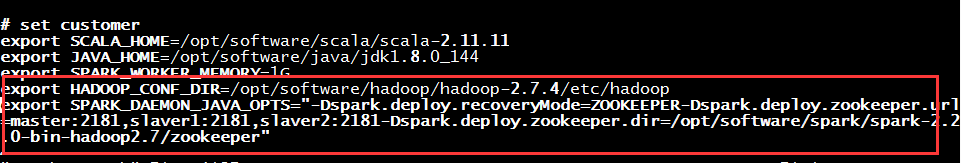 # set customer
export SCALA_HOME=/opt/software/scala/scala-2.11.11
export JAVA_HOME=/opt/software/java/jdk1.8.0_144
export SPARK_WORKER_MEMORY=1G
export HADOOP_CONF_DIR=/opt/software/hadoop/hadoop-2.7.4/etc/hadoop
export SPARK_DAEMON_JAVA_OPTS="-Dspark.deploy.recoveryMode=ZOOKEEPER-Dspark.deploy.zookeeper.url
=master:2181,slaver1:2181,slaver2:2181-Dspark.deploy.zookeeper.dir=/opt/software/spark/spark-2.2
.0-bin-hadoop2.7/zookeeper"